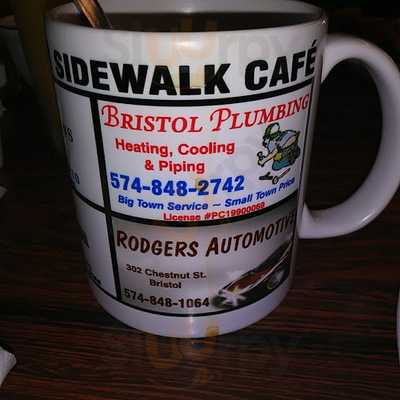 SIDEWALK CAFÉ
BRISTOL PLUMBING
Heating, Cooling
& Piping
574-848-2742
Big Town Service ~ Small Town Price
License #PC19900059
RODGERS AUTOMOTIVE
302 Chestnut St.
Bristol
574-848-1064